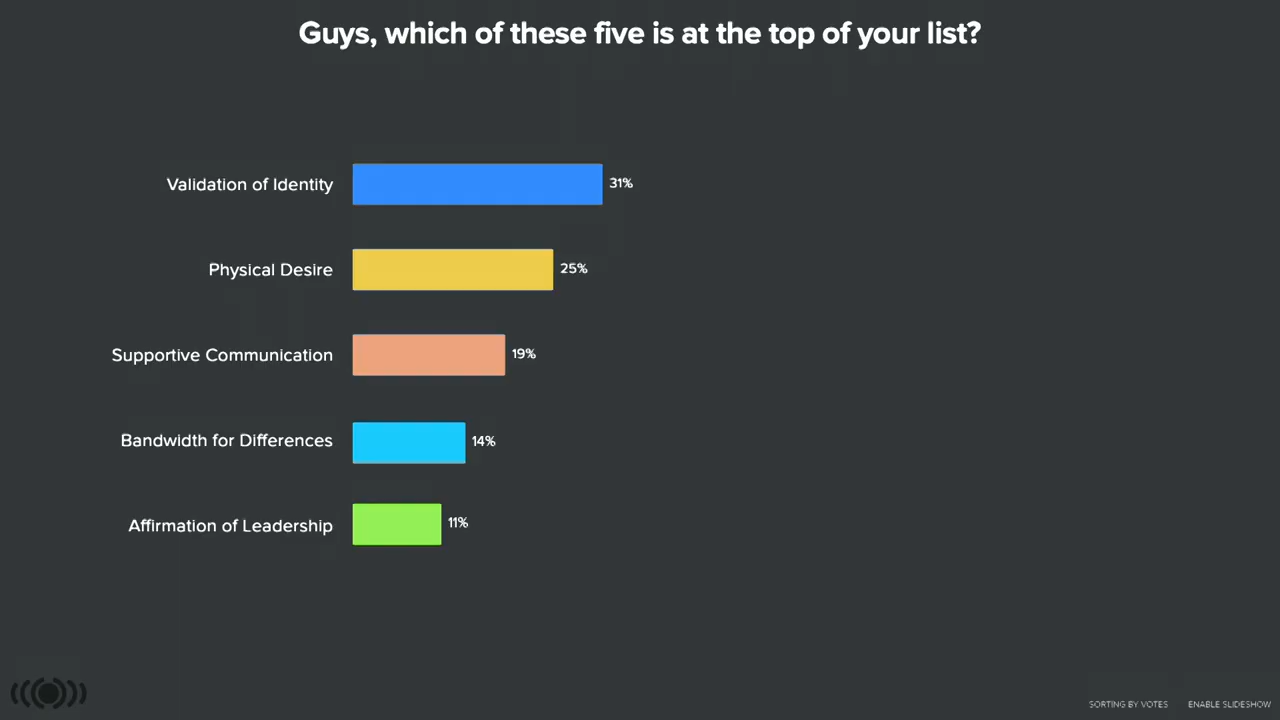 Guys, which of these five is at the top of your list?
Validation of Identity 31%
Physical Desire 25%
Supportive Communication 19%
Bandwidth for Differences 14%
Affirmation of Leadership 11%
SORTING BY VOTES ENABLE SLIDESHOW